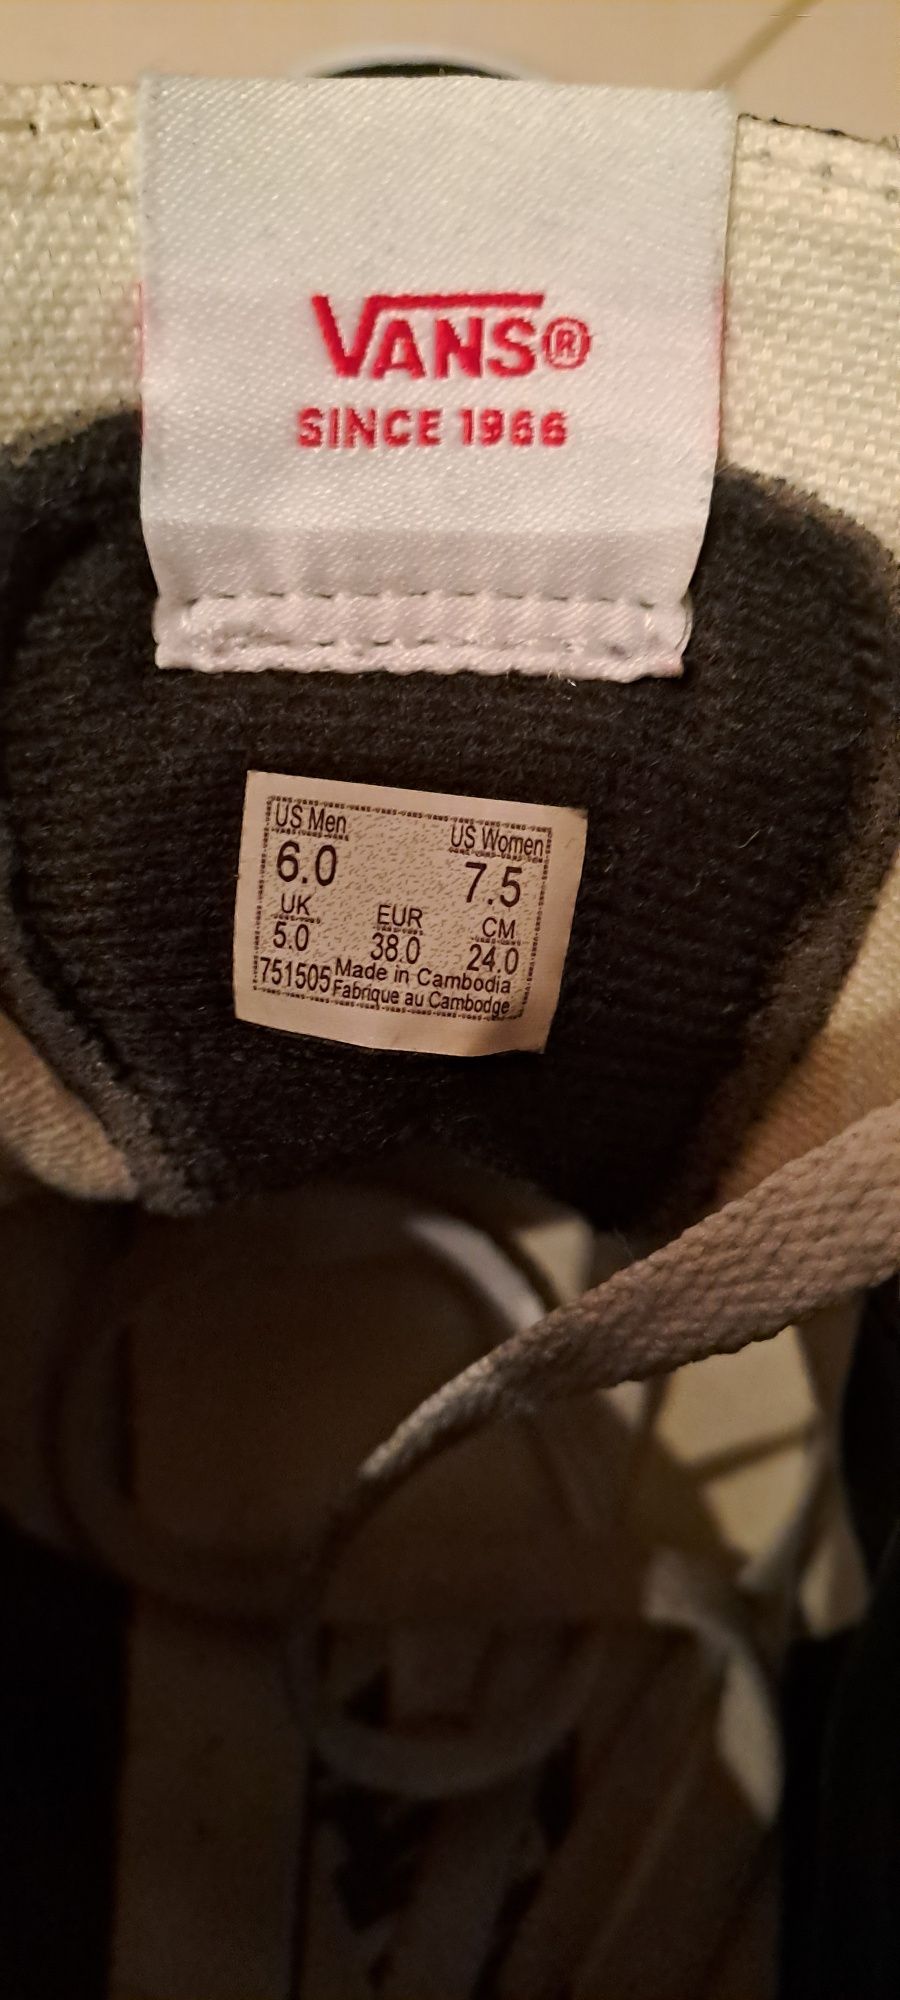 VANS®
SINCE 1966
US Men US Women
6.0 7.5
UK EUR CM
5.0 38.0 24.0
751505 Made in Cambodia
Fabriqué au Cambodge